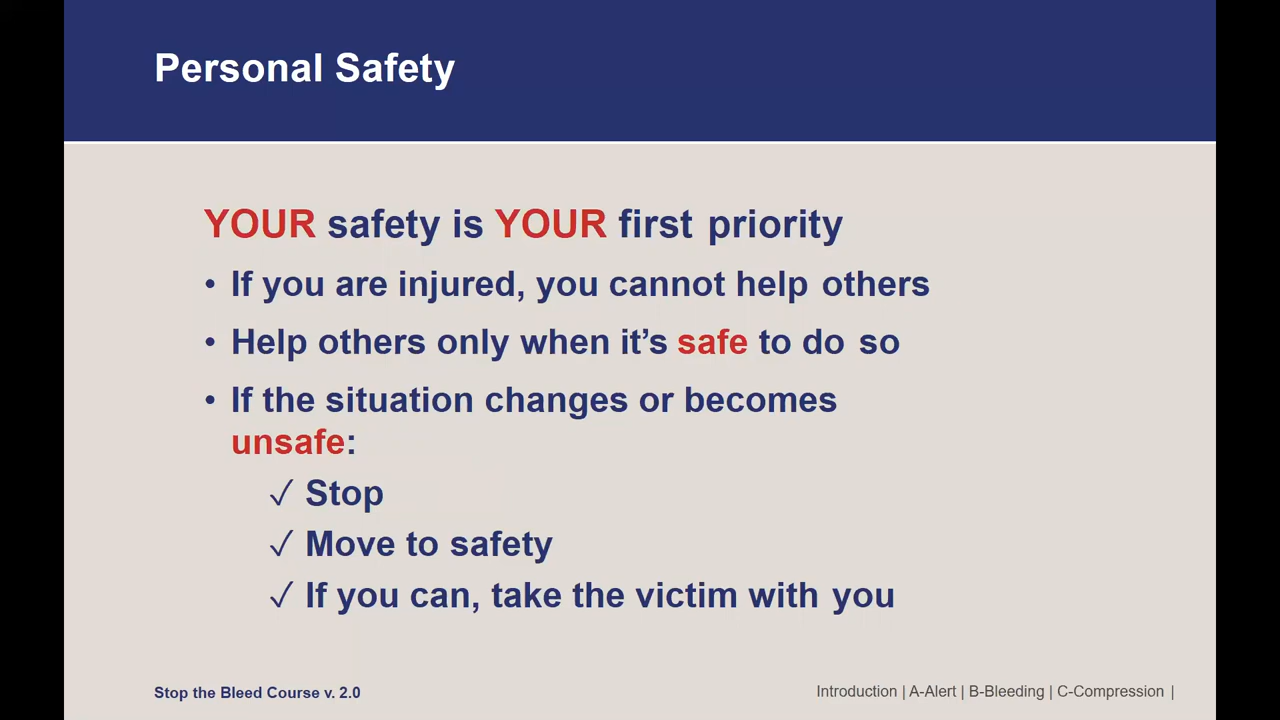 Personal Safety
YOUR safety is YOUR first priority
• If you are injured, you cannot help others
• Help others only when it’s safe to do so
• If the situation changes or becomes
unsafe:
✓ Stop
✓ Move to safety
✓ If you can, take the victim with you
Stop the Bleed Course v. 2.0
Introduction | A-Alert | B-Bleeding | C-Compression |